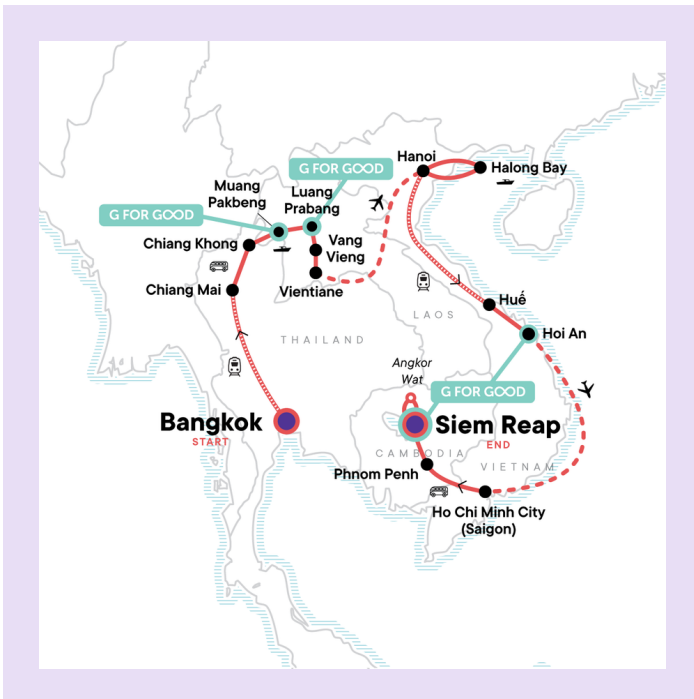 Hanoi
Halong Bay
G FOR GOOD
Muang
Pakbeng
Luang
Prabang
G FOR GOOD
Chiang Khong
Vang
Vieng
Chiang Mai
Vientiane
Huế
LAOS
Hoi An
THAILAND
Angkor
Wat
G FOR GOOD
Bangkok
START
Siem Reap
END
CAMBODIA
VIETNAM
Phnom Penh
Ho Chi Minh City
(Saigon)